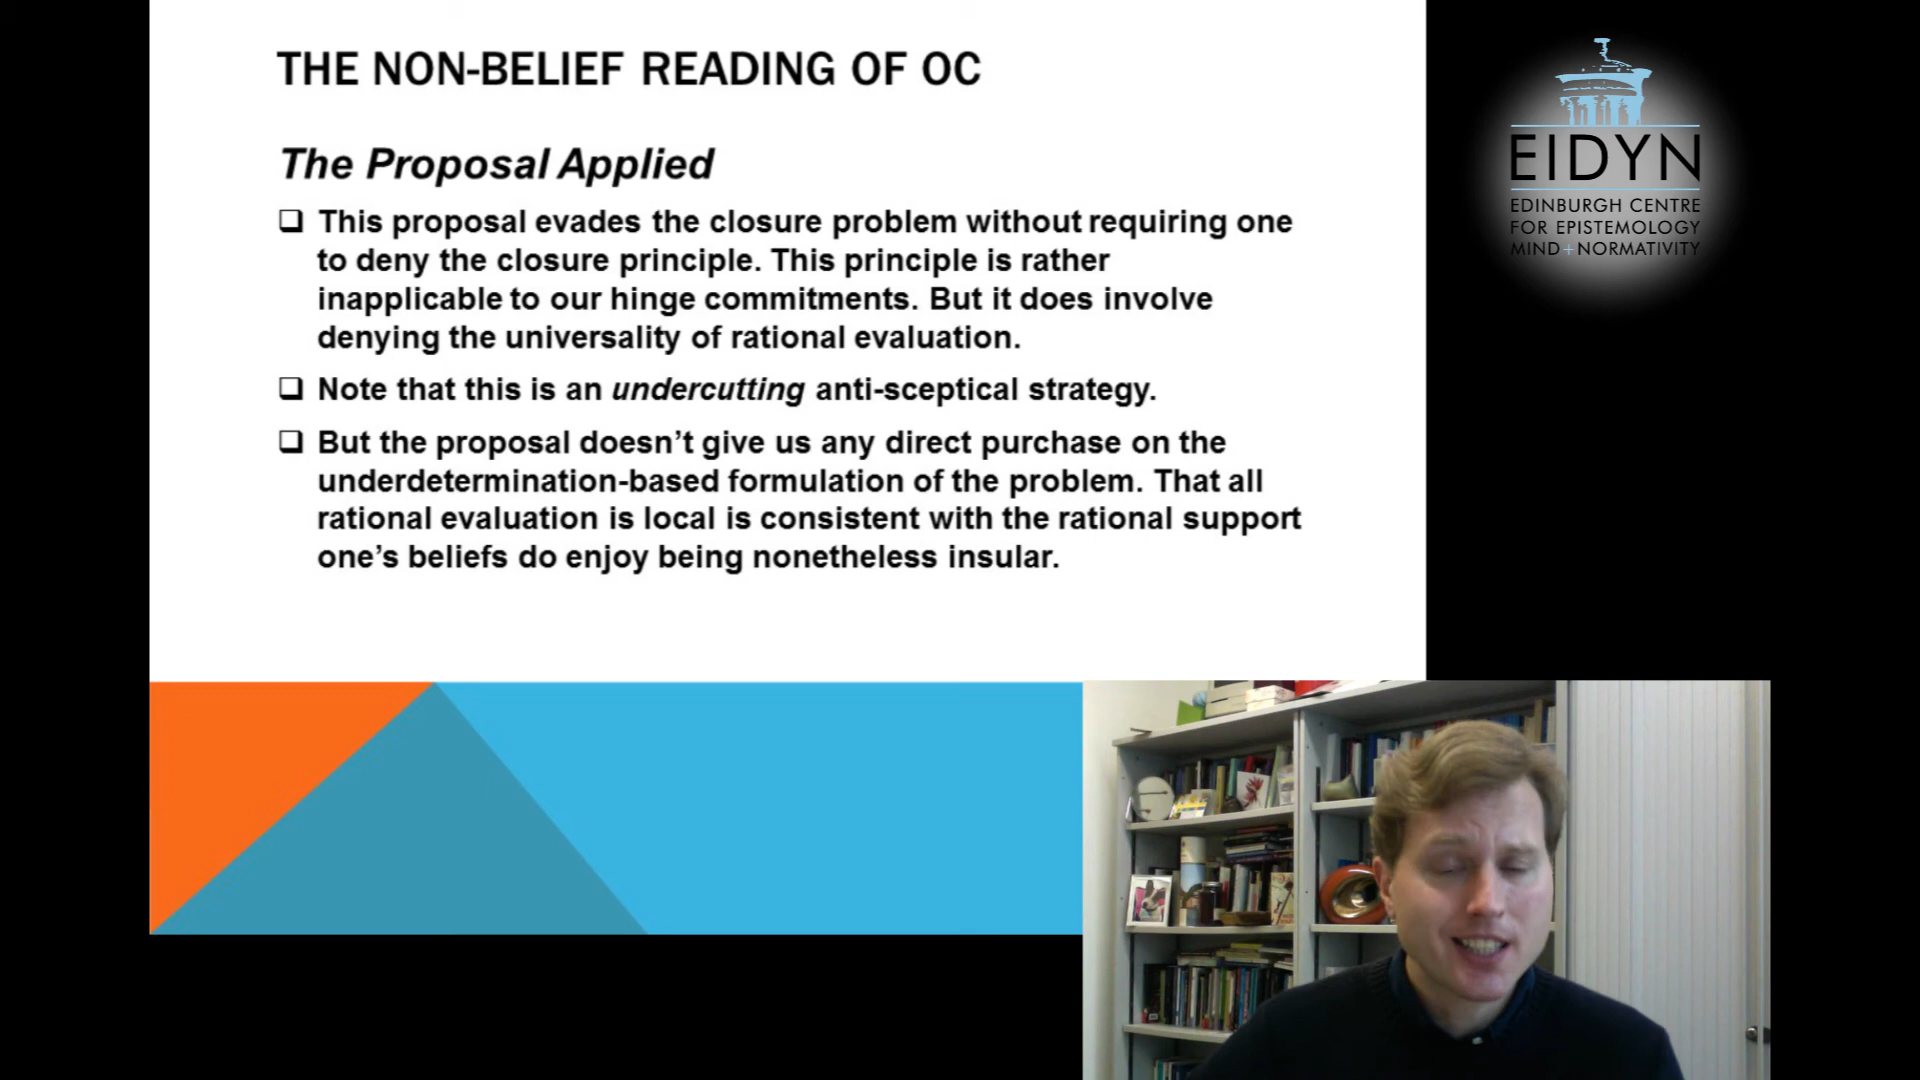 THE NON-BELIEF READING OF OC
The Proposal Applied
❑ This proposal evades the closure problem without requiring one
to deny the closure principle. This principle is rather
inapplicable to our hinge commitments. But it does involve
denying the universality of rational evaluation.
❑ Note that this is an undercutting anti-sceptical strategy.
❑ But the proposal doesn’t give us any direct purchase on the
underdetermination-based formulation of the problem. That all
rational evaluation is local is consistent with the rational support
one’s beliefs do enjoy being nonetheless insular.
EIDYN
EDINBURGH CENTRE
FOR EPISTEMOLOGY
MIND+NORMATIVITY